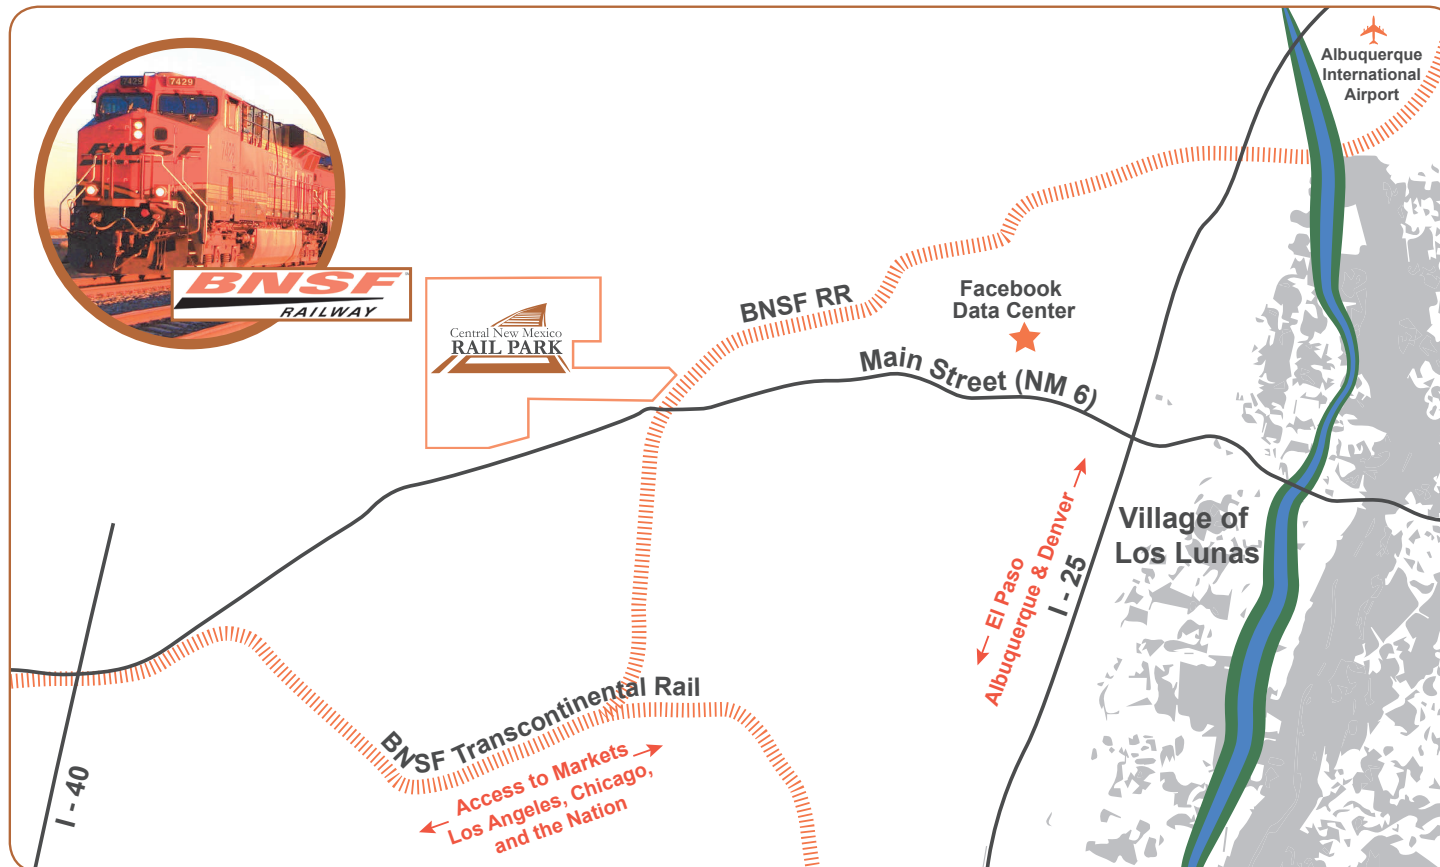 7429
7429
BNSF
BNSF
RAILWAY
Central New Mexico
RAIL PARK
BNSF RR
Facebook
Data Center
Main Street (NM 6)
Albuquerque
International
Airport
Village of
Los Lunas
El Paso
Albuquerque & Denver
I - 25
I - 40
BNSF Transcontinental Rail
Access to Markets
Los Angeles, Chicago,
and the Nation